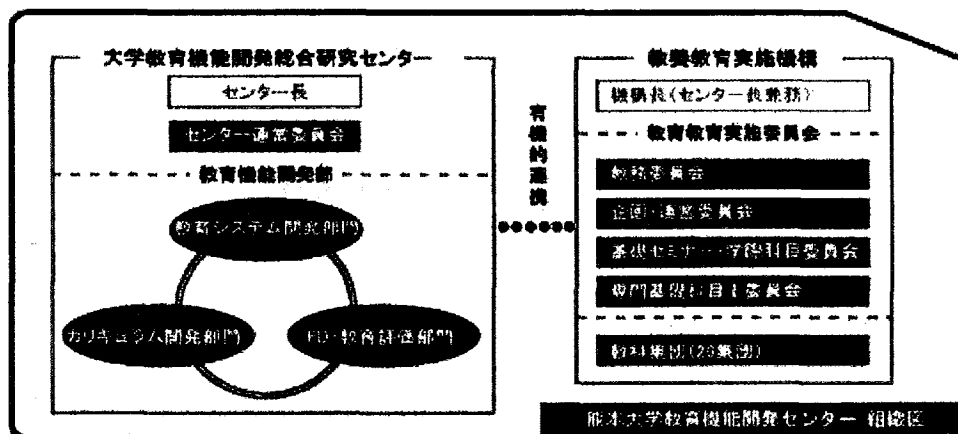 大学教育機能開発総合研究センター
センター長
センター運営委員会
教育機能開発部
教育システム開発部門
カリキュラム開発部門
FD・教育評価部門
有機的連携
教養教育実施機構
機構長(センター長兼務)
教育教育実施委員会
教務委員会
企画・運営委員会
基礎セミナー・学際科目委員会
専門基礎科目Ⅰ委員会
教科集団(26集団)
熊本大学教育機能開発センター 組織区